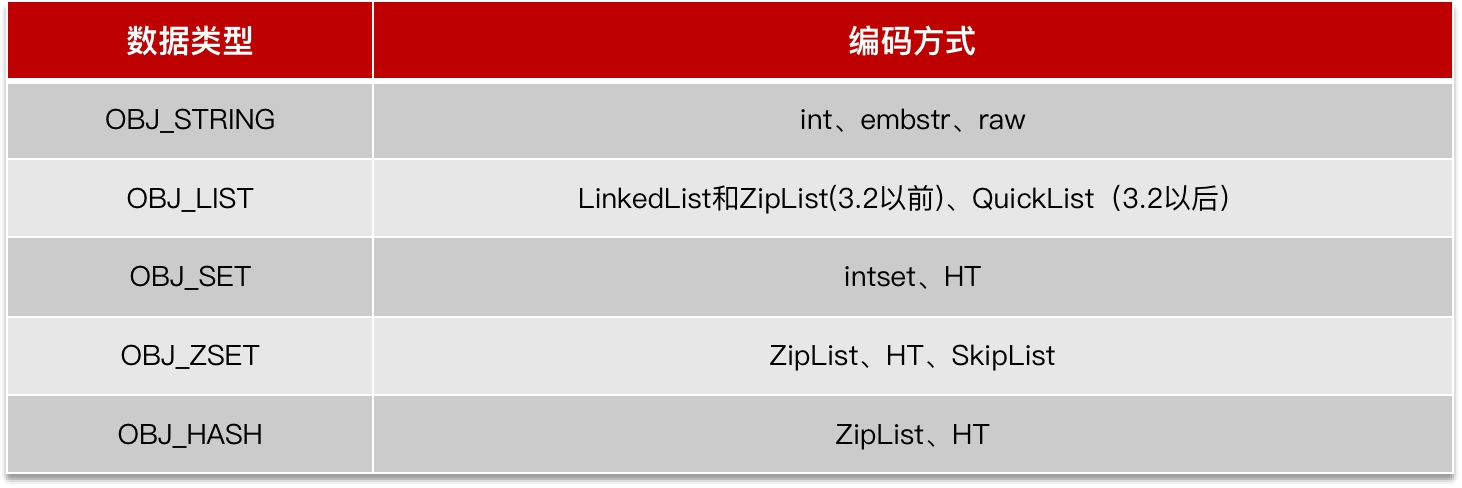 数据类型 编码方式
OBJ_STRING int、embstr、raw
OBJ_LIST LinkedList和ZipList(3.2以前)、QuickList（3.2以后）
OBJ_SET intset、HT
OBJ_ZSET ZipList、HT、SkipList
OBJ_HASH ZipList、HT